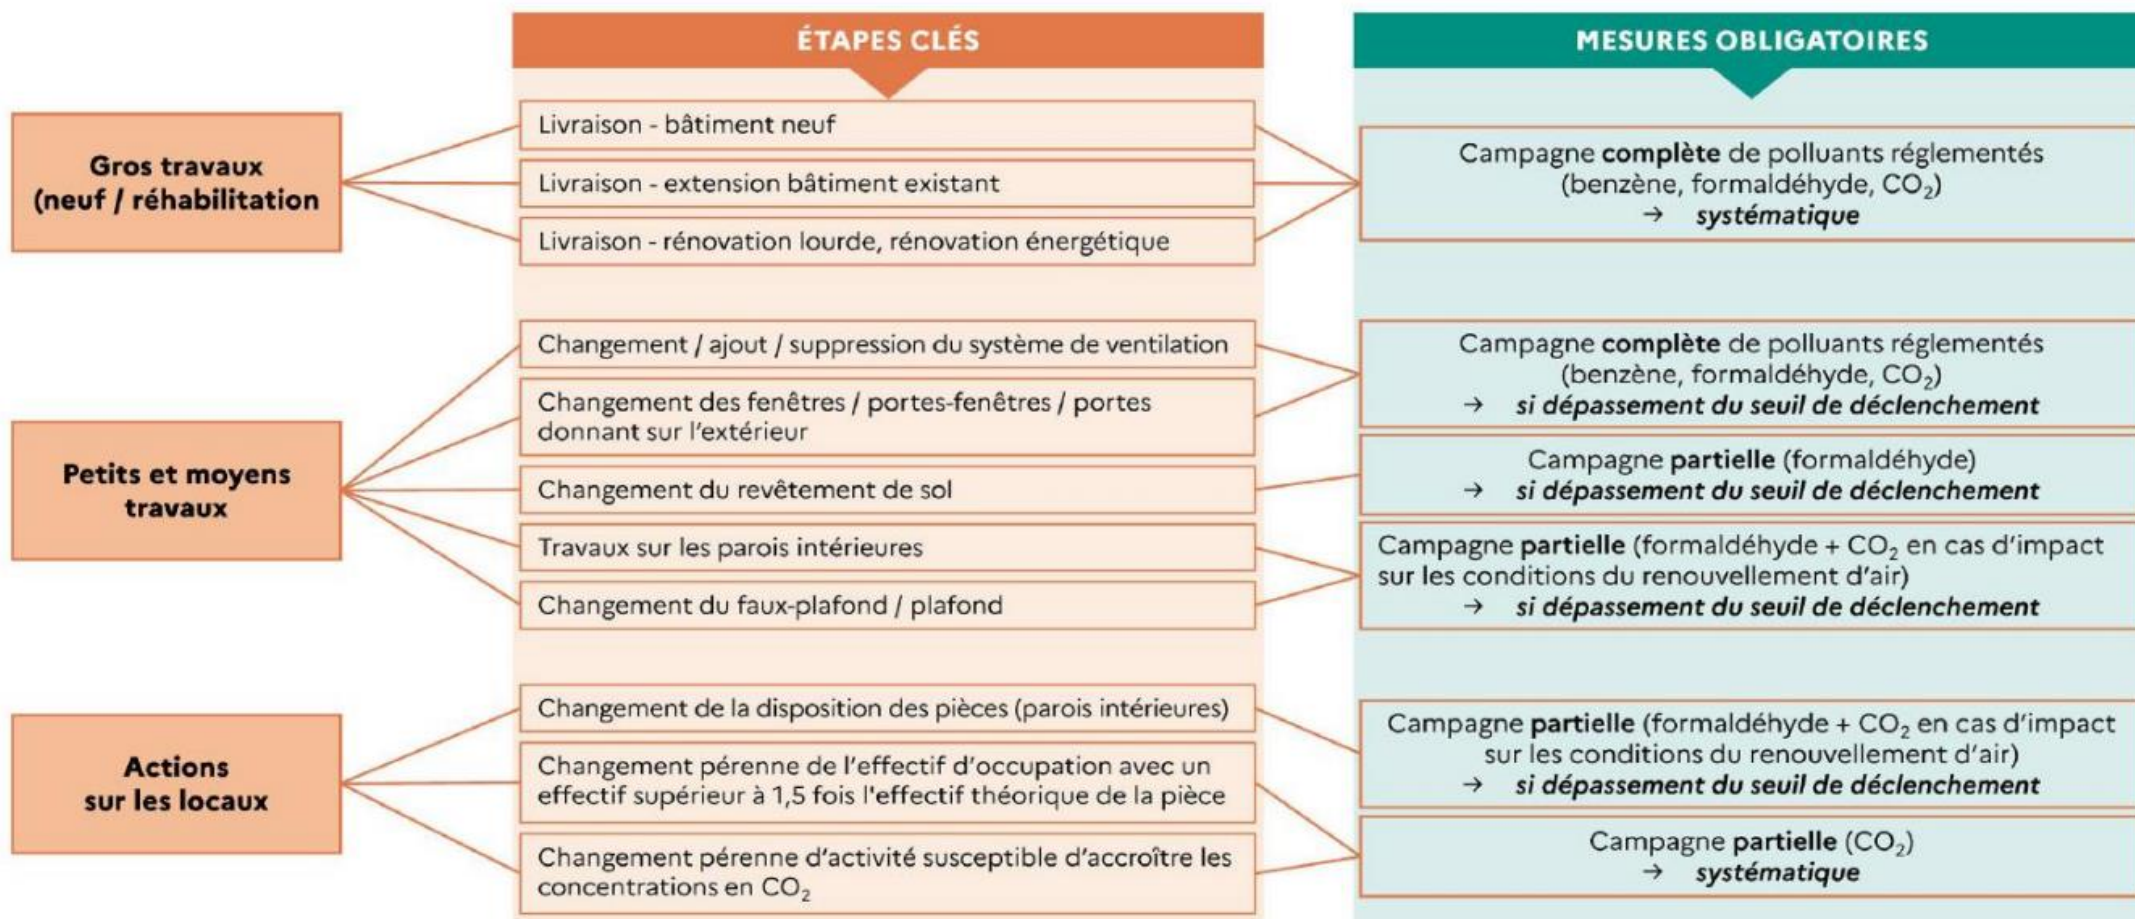 ÉTAPES CLÉS
MESURES OBLIGATOIRES
Gros travaux
(neuf / réhabilitation
Livraison - bâtiment neuf
Livraison - extension bâtiment existant
Livraison - rénovation lourde, rénovation énergétique
Campagne complète de polluants réglementés
(benzène, formaldéhyde, CO₂)
→ systématique
Petits et moyens
travaux
Changement / ajout / suppression du système de ventilation
Changement des fenêtres / portes-fenêtres / portes
donnant sur l'extérieur
Changement du revêtement de sol
Travaux sur les parois intérieures
Changement du faux-plafond / plafond
Campagne complète de polluants réglementés
(benzène, formaldéhyde, CO₂)
→ si dépassement du seuil de déclenchement
Campagne partielle (formaldéhyde)
→ si dépassement du seuil de déclenchement
Campagne partielle (formaldéhyde + CO₂ en cas d'impact
sur les conditions du renouvellement d'air)
→ si dépassement du seuil de déclenchement
Actions
sur les locaux
Changement de la disposition des pièces (parois intérieures)
Changement pérenne de l'effectif d'occupation avec un
effectif supérieur à 1,5 fois l'effectif théorique de la pièce
Changement pérenne d'activité susceptible d'accroître les
concentrations en CO₂
Campagne partielle (formaldéhyde + CO₂ en cas d'impact
sur les conditions du renouvellement d'air)
→ si dépassement du seuil de déclenchement
Campagne partielle (CO₂)
→ systématique